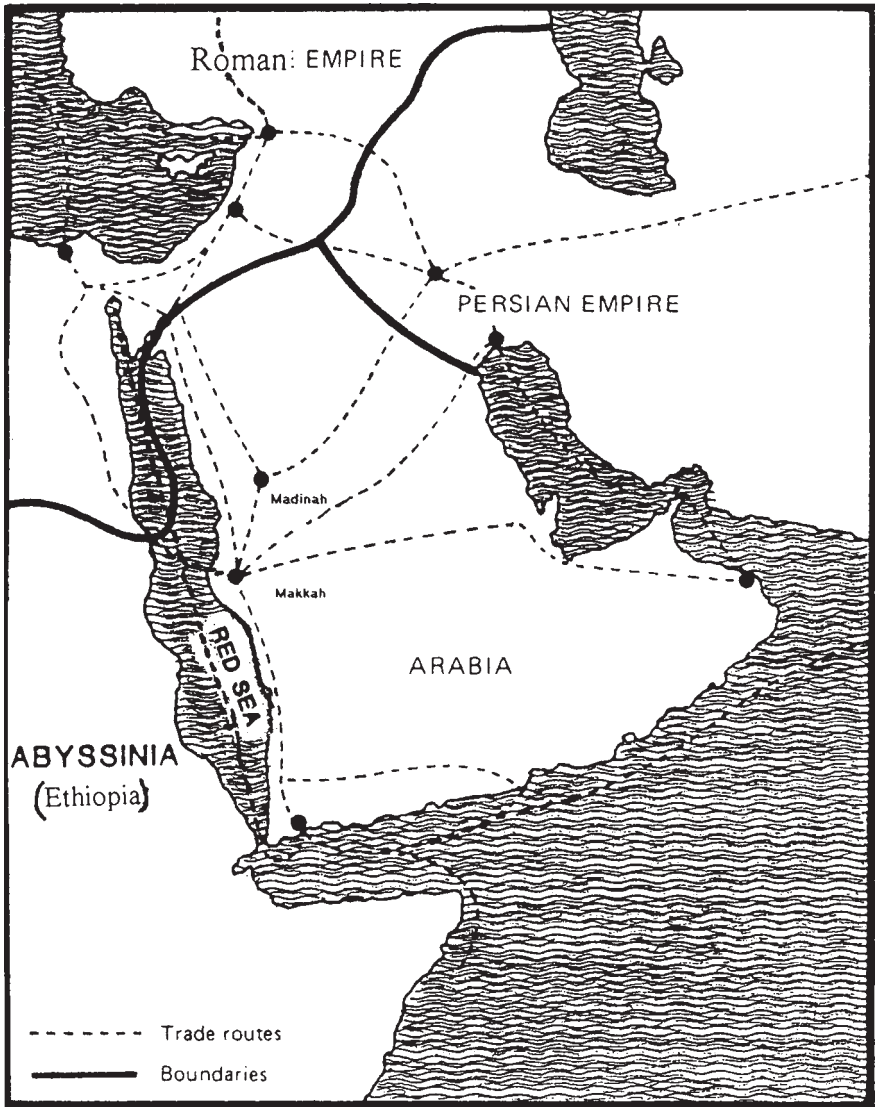 Roman: EMPIRE
PERSIAN EMPIRE
Madinah
Makkah
RED SEA
ARABIA
ABYSSINIA
(Ethiopia)
Trade routes
Boundaries